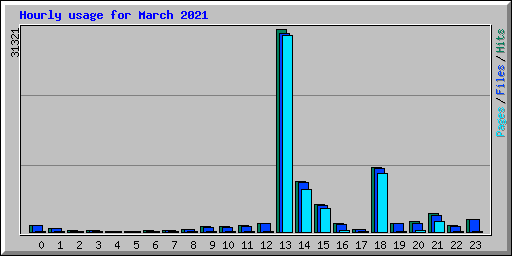 Hourly usage for March 2021
31321
Pages/Files/Hits
0 1 2 3 4 5 6 7 8 9 10 11 12 13 14 15 16 17 18 19 20 21 22 23